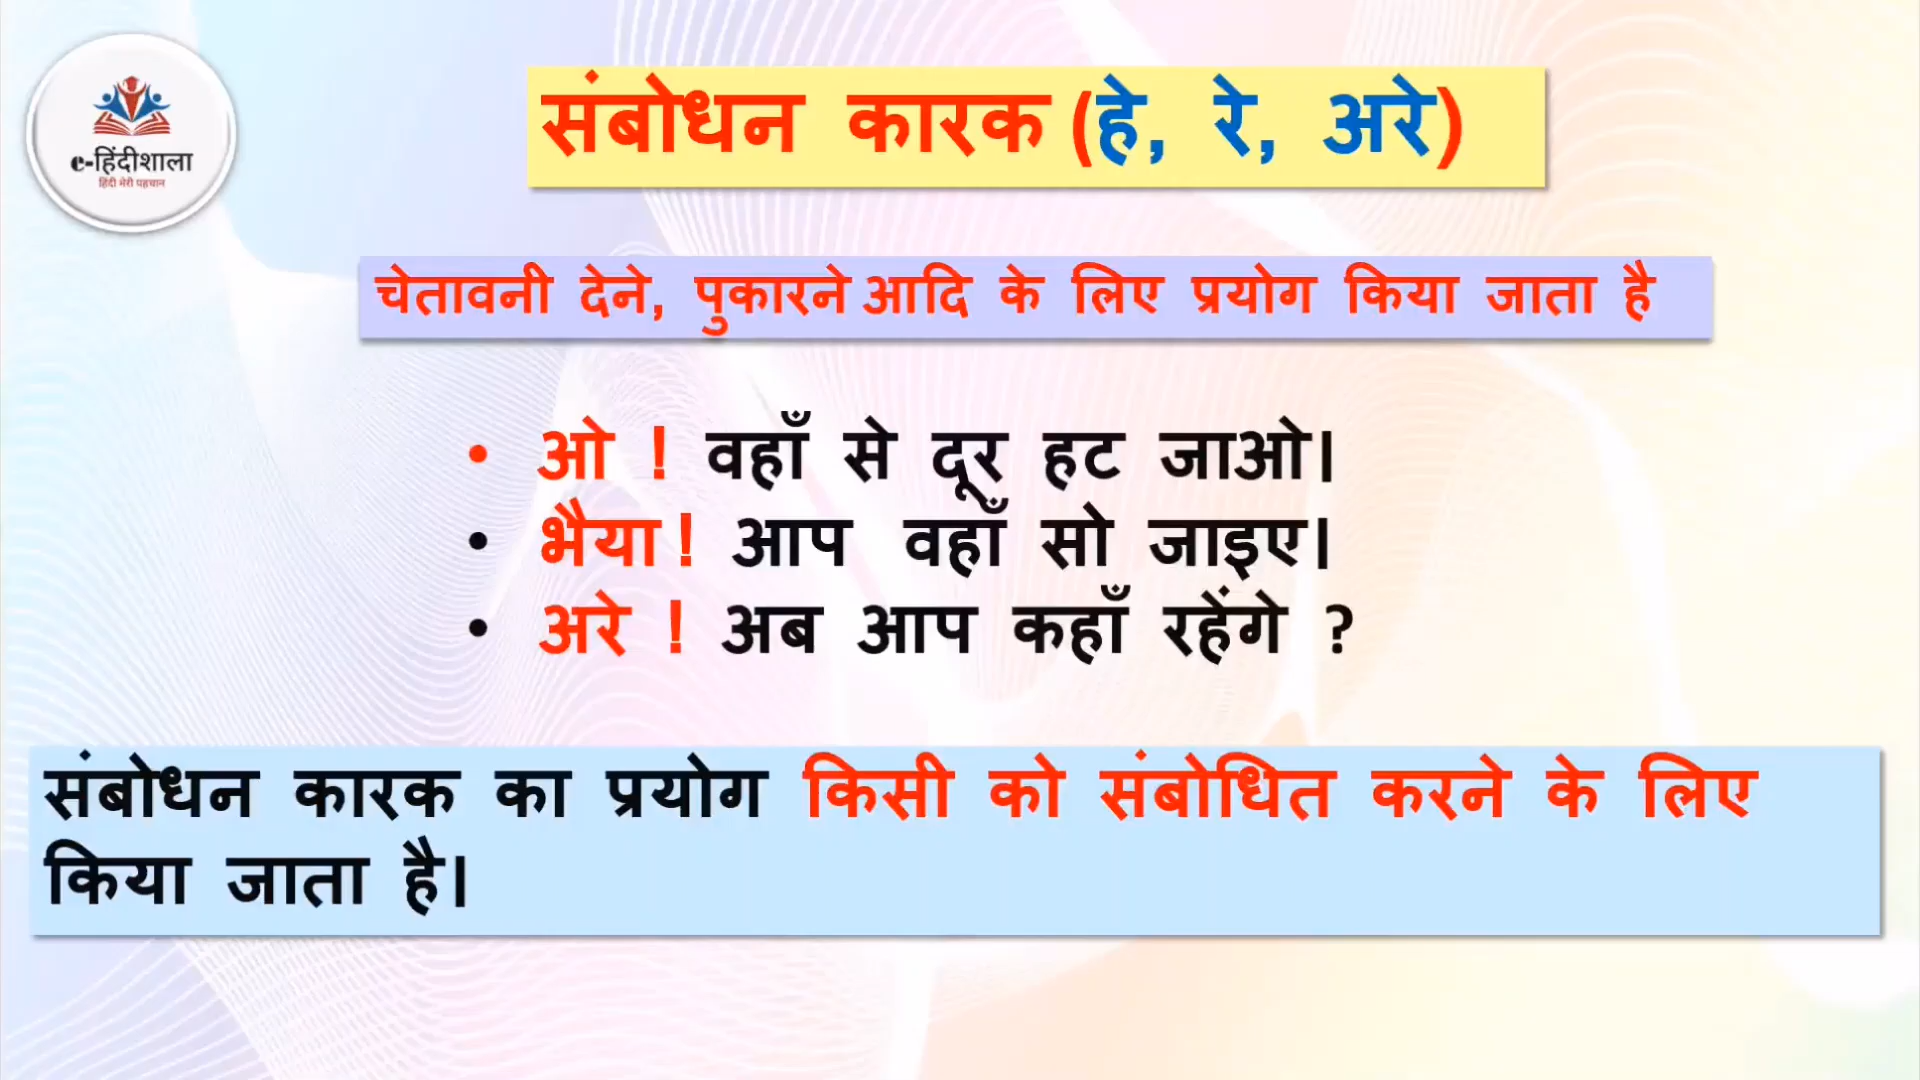 e-हिंदीशाला
हिंदी मेरी पहचान
संबोधन कारक (हे, रे, अरे)
चेतावनी देने, पुकारने आदि के लिए प्रयोग किया जाता है
• ओ ! वहाँ से दूर हट जाओ।
• भैया! आप वहाँ सो जाइए।
• अरे ! अब आप कहाँ रहेंगे ?
संबोधन कारक का प्रयोग किसी को संबोधित करने के लिए
किया जाता है।